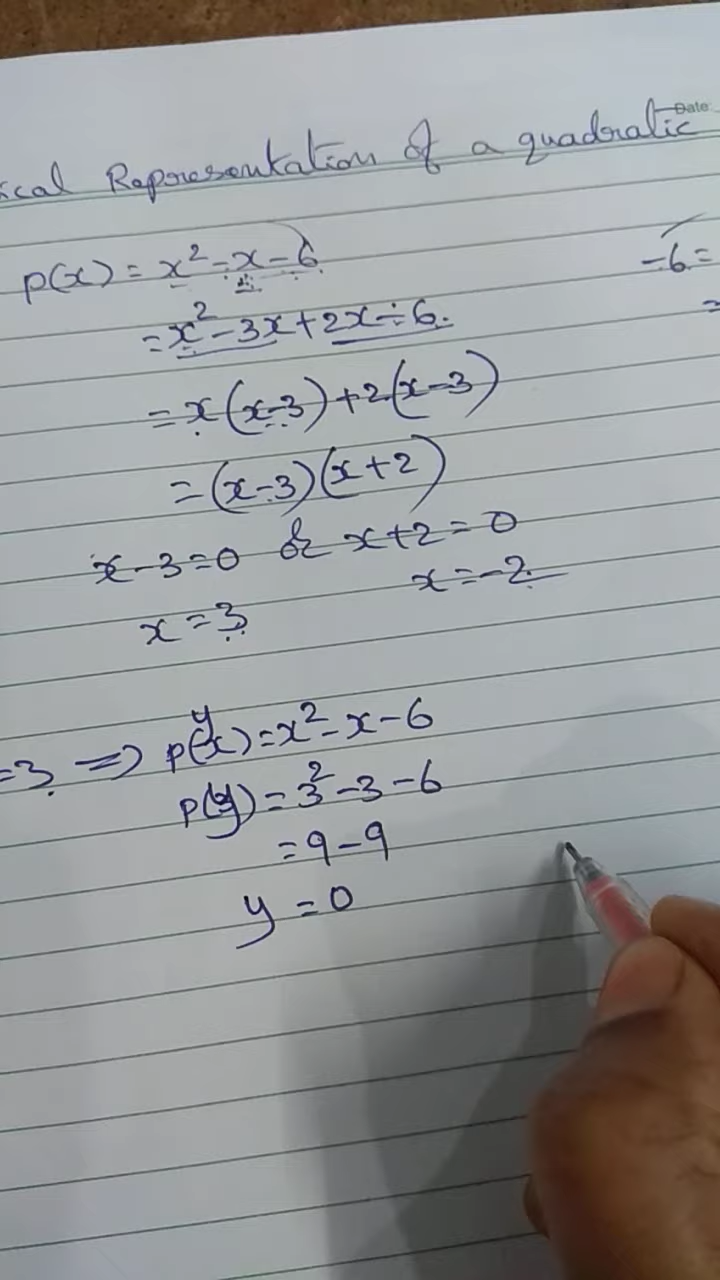 Date:
ical Representation of a quadratic
p(x) = x² - x - 6
-6 =
=
= x² - 3x + 2x - 6.
= x(x-3) + 2(x-3)
= (x-3)(x+2)
x - 3 = 0 & x + 2 = 0
x = 3 x = -2
y
=3 ⇒ p(x) = x² - x - 6
p(y) = 3² - 3 - 6
= 9 - 9
y = 0